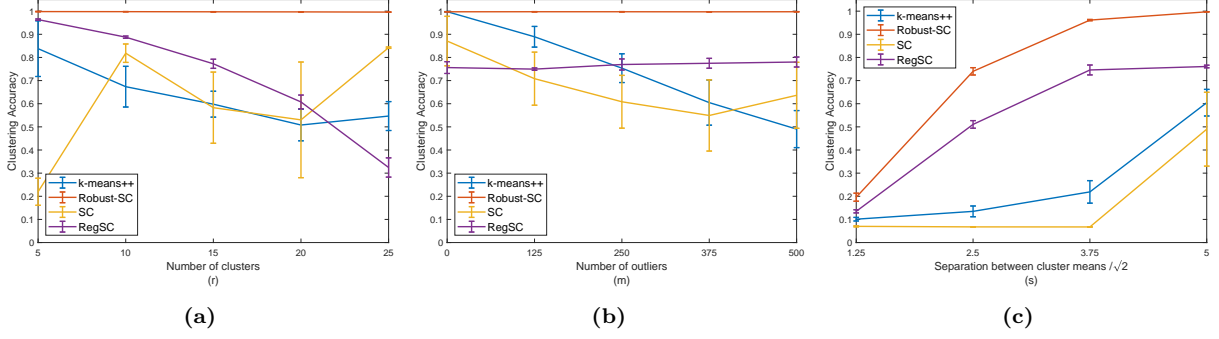 1
0.9
0.8
0.7
0.6
0.5
0.4
0.3
0.2
0.1
0
Clustering Accuracy
k-means++
Robust-SC
SC
RegSC
5 10 15 20 25
Number of clusters
(r)
(a)
1
0.9
0.8
0.7
0.6
0.5
0.4
0.3
0.2
0.1
0
Clustering Accuracy
k-means++
Robust-SC
SC
RegSC
0 125 250 375 500
Number of outliers
(m)
(b)
1
0.9
0.8
0.7
0.6
0.5
0.4
0.3
0.2
0.1
0
Clustering Accuracy
k-means++
Robust-SC
SC
RegSC
1.25 2.5 3.75 5
Separation between cluster means /√2
(s)
(c)